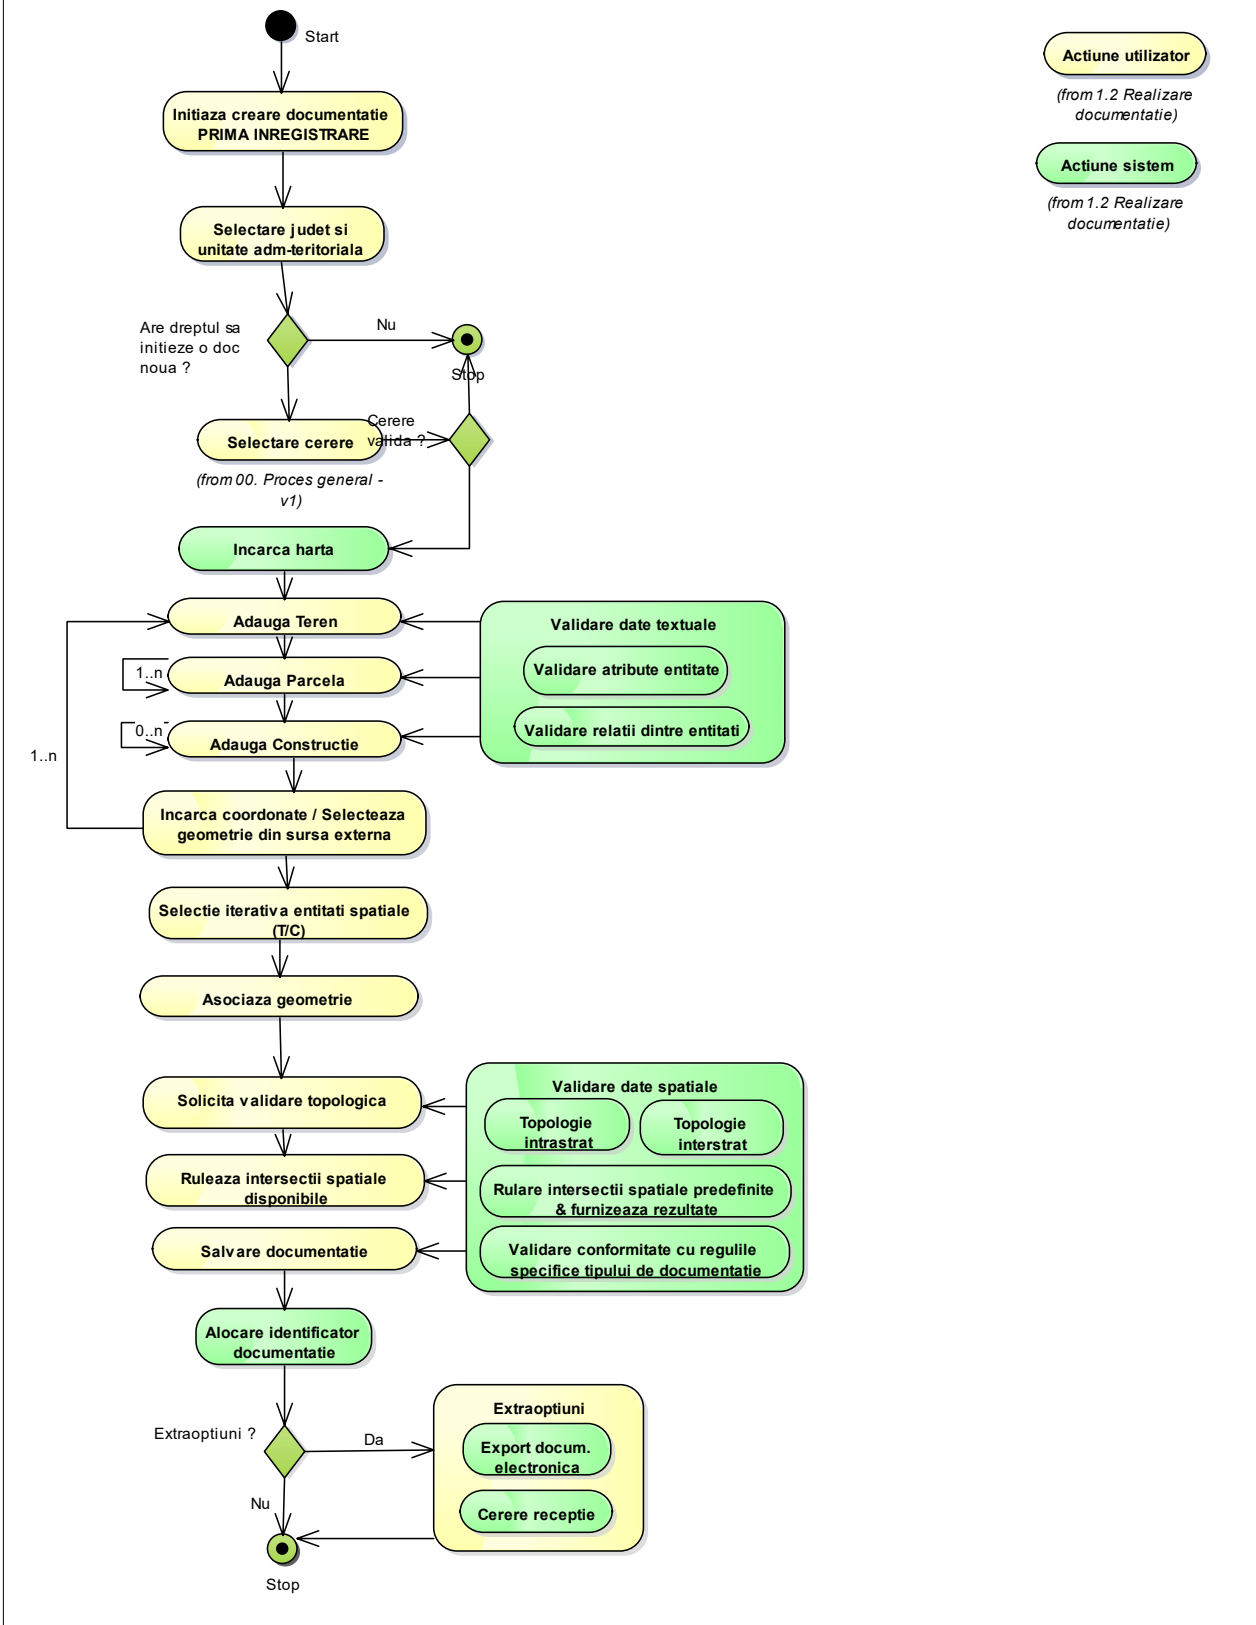 Start
Initiaza creare documentatie
PRIMA INREGISTRARE
Selectare judet si
unitate adm-teritoriala
Are dreptul sa
initieze o doc
noua ?
Nu
Stop
Selectare cerere
(from 00. Proces general -
v1)
Cerere
valida ?
Incarca harta
Adauga Teren
1..n
Adauga Parcela
0..n
Adauga Constructie
1..n
Validare date textuale
Validare atribute entitate
Validare relatii dintre entitati
Incarca coordonate / Selecteaza
geometrie din sursa externa
Selectie iterativa entitati spatiale
(T/C)
Asociaza geometrie
Solicita validare topologica
Ruleaza intersectii spatiale
disponibile
Salvare documentatie
Validare date spatiale
Topologie
intrastrat
Topologie
interstrat
Rulare intersectii spatiale predefinite
& furnizeaza rezultate
Validare conformitate cu regulile
specifice tipului de documentatie
Alocare identificator
documentatie
Extraoptiuni ?
Da
Nu
Extraoptiuni
Export docum.
electronica
Cerere receptie
Stop
Actiune utilizator
(from 1.2 Realizare
documentatie)
Actiune sistem
(from 1.2 Realizare
documentatie)